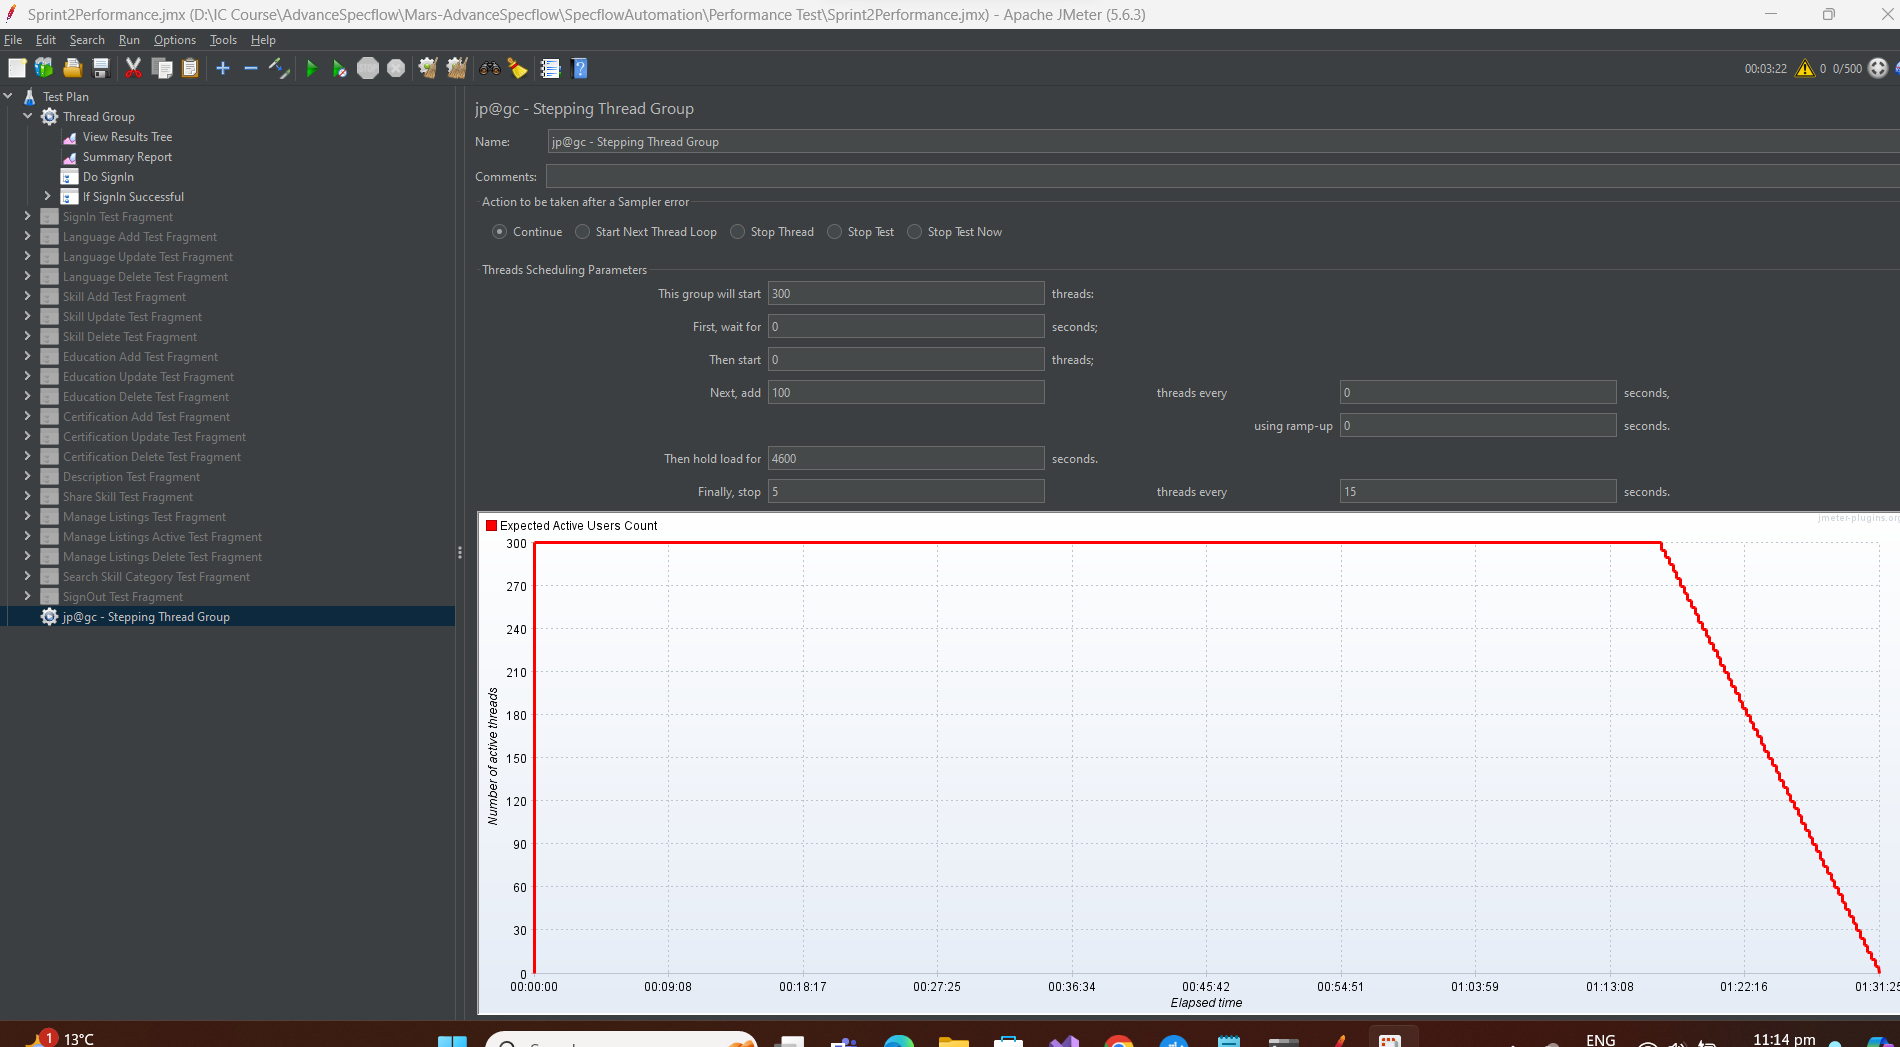 Sprint2Performance.jmx (D:\IC Course\AdvanceSpecflow\Mars-AdvanceSpecflow\SpecflowAutomation\Performance Test\Sprint2Performance.jmx) - Apache JMeter (5.6.3)
File Edit Search Run Options Tools Help
00:03:22 0 0/500
Test Plan
Thread Group
View Results Tree
Summary Report
Do SignIn
If SignIn Successful
SignIn Test Fragment
Language Add Test Fragment
Language Update Test Fragment
Language Delete Test Fragment
Skill Add Test Fragment
Skill Update Test Fragment
Skill Delete Test Fragment
Education Add Test Fragment
Education Update Test Fragment
Education Delete Test Fragment
Certification Add Test Fragment
Certification Update Test Fragment
Certification Delete Test Fragment
Description Test Fragment
Share Skill Test Fragment
Manage Listings Test Fragment
Manage Listings Active Test Fragment
Manage Listings Delete Test Fragment
Search Skill Category Test Fragment
SignOut Test Fragment
jp@gc - Stepping Thread Group
jp@gc - Stepping Thread Group
Name: jp@gc - Stepping Thread Group
Comments:
Action to be taken after a Sampler error
Continue Start Next Thread Loop Stop Thread Stop Test Stop Test Now
Threads Scheduling Parameters
This group will start 300 threads:
First, wait for 0 seconds;
Then start 0 threads;
Next, add 100 threads every 0 seconds,
using ramp-up 0 seconds.
Then hold load for 4600 seconds.
Finally, stop 5 threads every 15 seconds.
Expected Active Users Count
jmeter-plugins.org
Number of active threads
300
270
240
210
180
150
120
90
60
30
0
00:00:00 00:09:08 00:18:17 00:27:25 00:36:34 00:45:42 00:54:51 01:03:59 01:13:08 01:22:16 01:31:25
Elapsed time
1 13°C
ENG 11:14 pm